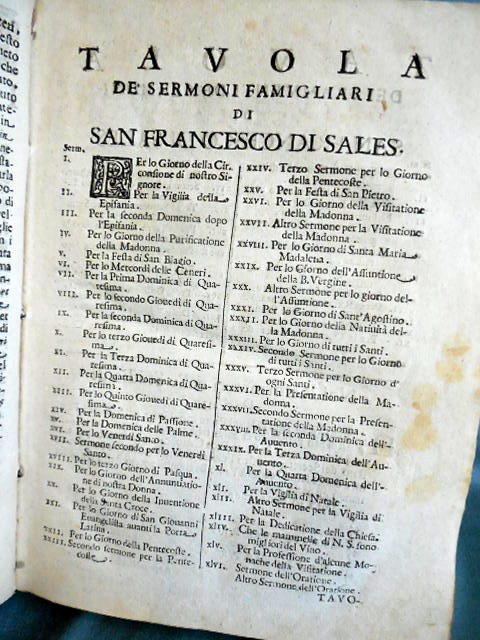 TAVOLA
DE' SERMONI FAMIGLIARI
DI
SAN FRANCESCO DI SALES.
Serm.
I. PEr lo Giorno della Cir-
concisione di nostro Si-
gnore.
II. Per la Vigilia della
Epifania.
III. Per la seconda Domenica dopo
l'Epifania.
IV. Per lo Giorno della Purificatione
della Madonna.
V. Per la Festa di San Biagio.
VI. Per lo Mercordì delle Ceneri.
VII. Per la Prima Dominica di Qua-
resima.
VIII. Per lo secondo Giovedì di Qua-
resima.
IX. Per la seconda Dominica di Qua-
resima.
X. Per lo terzo Giovedì di Quaresi-
ma.
XI. Per la Terza Dominica di Qua-
resima.
XII. Per la Quarta Domenica di Qua-
resima.
XIII. Per lo Quinto Giovedì di Quare-
sima.
XIV. Per la Domenica di Passione.
XV. Per la Domenica delle Palme.
XVI. Per lo Venerdì Santo.
XVII. Sermone secondo per lo Venerdì
Santo.
XVIII. Per lo terzo Giorno di Pasqua.
XIX. Per lo Giorno dell'Annuntiatio-
ne di nostra Donna.
XX. Per lo Giorno della Inuentione
della Santa Croce.
XXI. Per lo Giorno di San Giouanni
Euangelista auanti la Porta
Latina.
XXII. Per lo Giorno della Pentecoste.
XXIII. Secondo sermone per la Pente-
coste.
XXIV. Terzo Sermone per lo Giorno
della Pentecoste.
XXV. Per la Festa di San Pietro.
XXVI. Per lo Giorno della Visitatione
della Madonna.
XXVII. Altro Sermone per la Visitatione
della Madonna.
XXVIII. Per lo Giorno di Santa Maria
Madalena.
XXIX. Per lo Giorno dell'Assuntione
della B. Vergine.
XXX. Altro Sermone per lo giorno del-
l'Assuntione.
XXXI. Per lo Giorno di Sant'Agostino.
XXXII. Per lo Giorno della Natiuità del-
la Madonna.
XXXIII. Per lo Giorno di tutti i Santi.
XXXIV. Secondo Sermone per lo Giorno
di tutti i Santi.
XXXV. Terzo Sermone per lo Giorno d'
ogni Santi.
XXXVI. Per la Presentatione della Ma-
donna.
XXXVII. Secondo Sermone per la Presen-
tatione della Madonna.
XXXVIII. Per la seconda Dominica dell'
Auuento.
XXXIX. Per la Terza Dominica dell'Au-
uento.
XL. Per la Quarta Domenica dell'
Auuento.
XLI. Per la Vigilia di Natale.
XLII. Altro Sermone per la Vigilia di
Natale.
XLIII. Per la Dedicatione della Chiesa.
XLIV. Che le mammelle di N. S. sono
migliori del Vino.
XLV. Per la Professione d'alcune Mo-
nache della Visitatione.
XLVI. Sermone dell'Oratione.
Altro Sermone dell'Oratione.
TAVO-